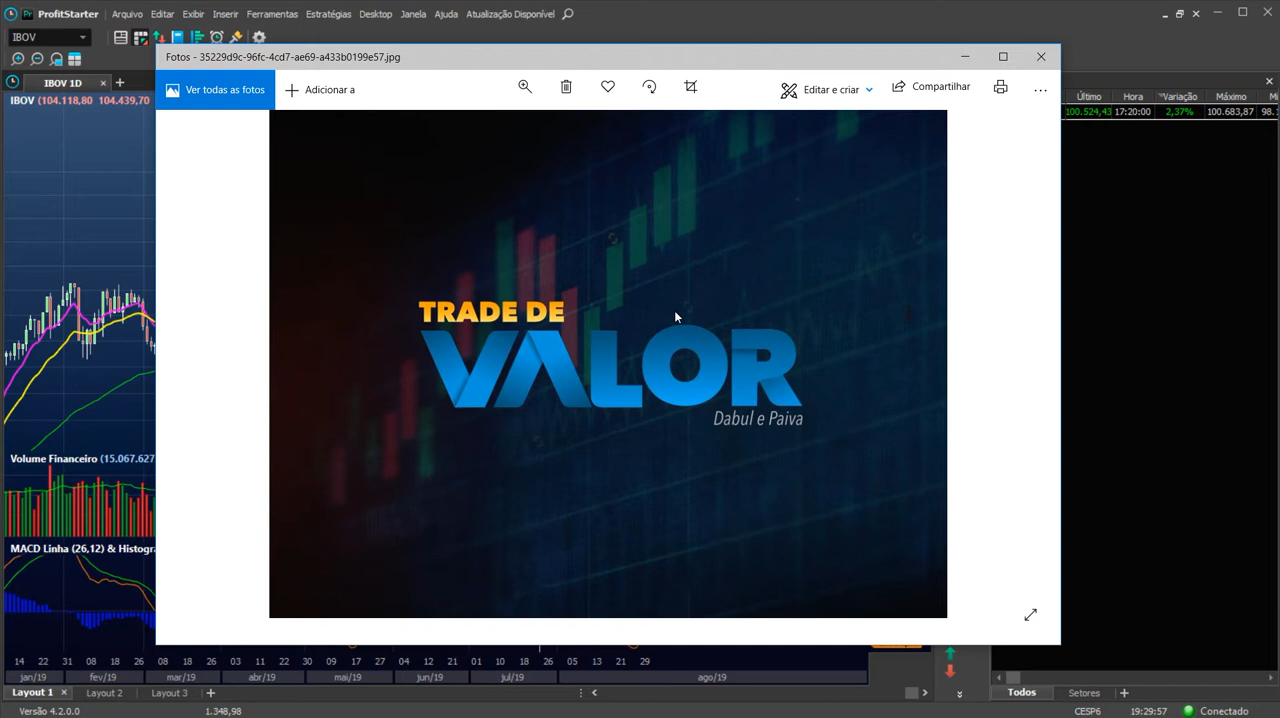 ProfitStarter Arquivo Editar Exibir Inserir Ferramentas Estratégias Desktop Janela Ajuda Atualização Disponível
IBOV
Fotos - 35229d9c-96fc-4cd7-ae69-a433b0199e57.jpg
Ver todas as fotos Adicionar a Editar e criar Compartilhar
IBOV 1D
IBOV (104.118,80 104.439,70
Último Hora Variação Máximo
100.524,43 17:20:00 2,37% 100.683,87 98.
TRADE DE
VALOR
Dabul e Paiva
Volume Financeiro (15.067.627
MACD Linha (26,12) & Histogra
14 22 31 08 18 26 08 18 26 03 11 22 30 09 17 27 04 12 21 01 10 18 26 05 13 21 29
jan/19 fev/19 mar/19 abr/19 mai/19 jun/19 jul/19 ago/19
Layout 1 Layout 2 Layout 3 Todos Setores
Versão 4.2.0.0 1.348,98 CESP6 19:29:57 Conectado